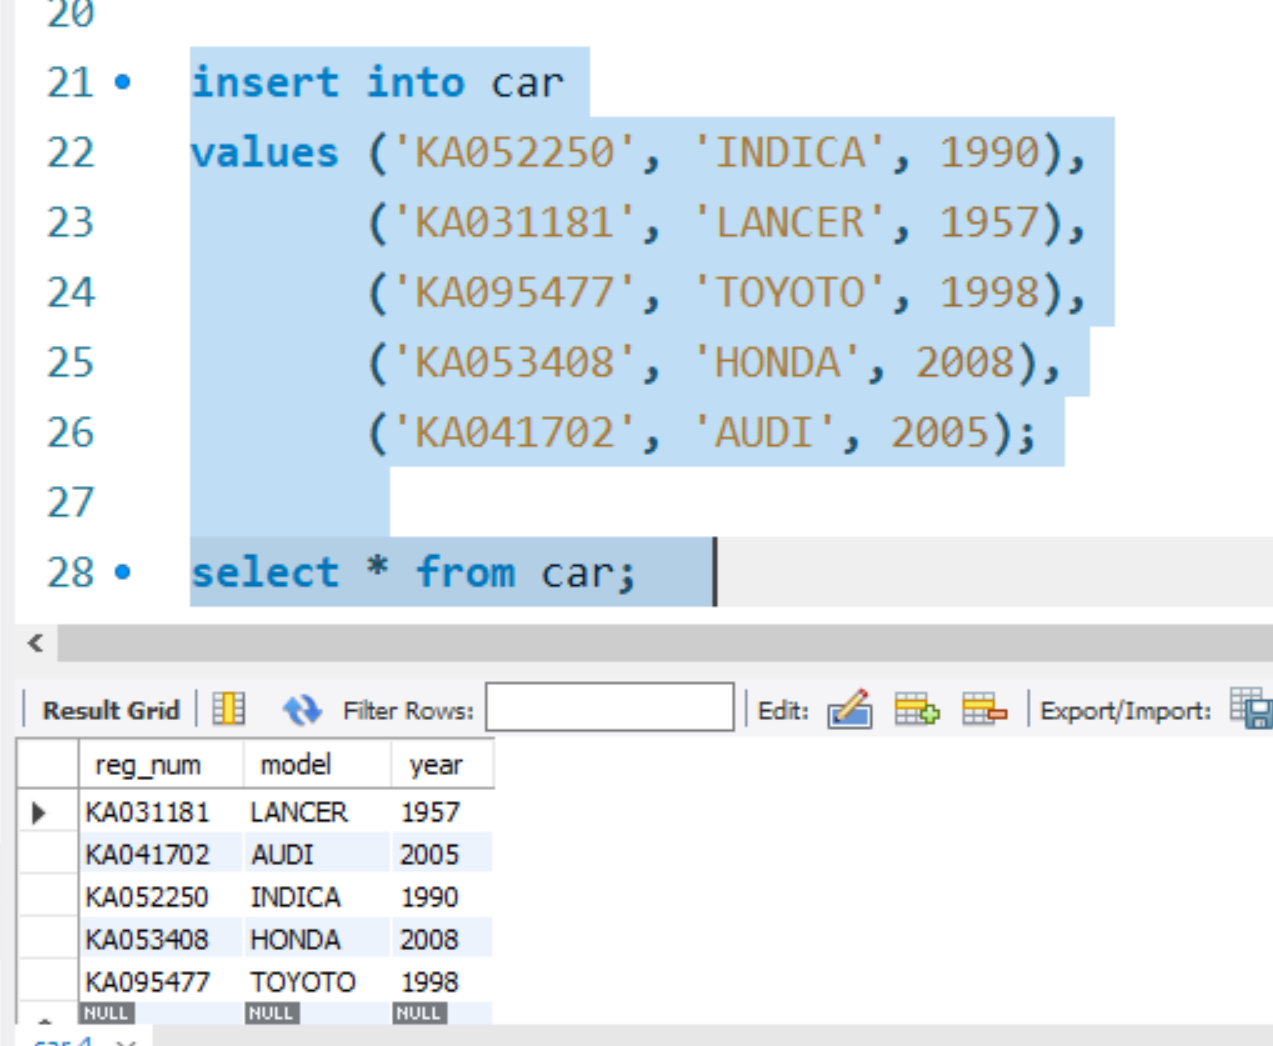 20
21 insert into car
22 values ('KA052250', 'INDICA', 1990),
23 ('KA031181', 'LANCER', 1957),
24 ('KA095477', 'TOYOTO', 1998),
25 ('KA053408', 'HONDA', 2008),
26 ('KA041702', 'AUDI', 2005);
27
28 select * from car;
Result Grid Filter Rows: Edit: Export/Import:
reg_num model year
KA031181 LANCER 1957
KA041702 AUDI 2005
KA052250 INDICA 1990
KA053408 HONDA 2008
KA095477 TOYOTO 1998
NULL NULL NULL